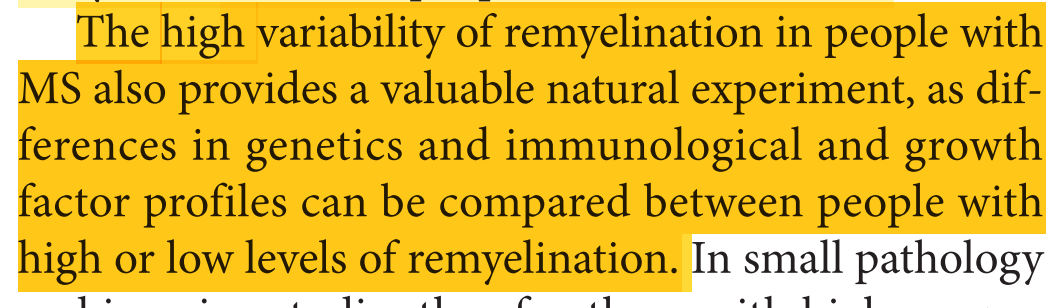 The high variability of remyelination in people with
MS also provides a valuable natural experiment, as dif-
ferences in genetics and immunological and growth
factor profiles can be compared between people with
high or low levels of remyelination. In small pathology